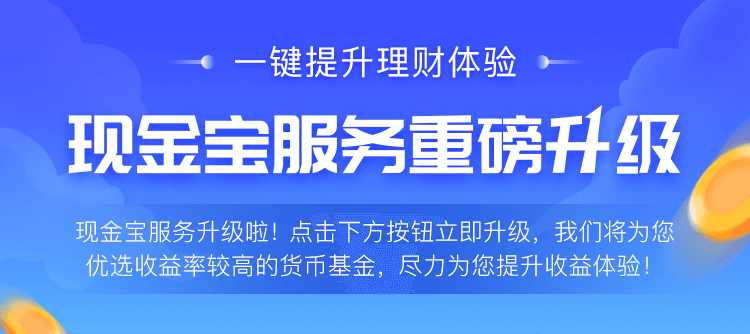 一键提升理财体验
现金宝服务重磅升级
现金宝服务升级啦！点击下方按钮立即升级，我们将为您
优选收益率较高的货币基金，尽力为您提升收益体验！